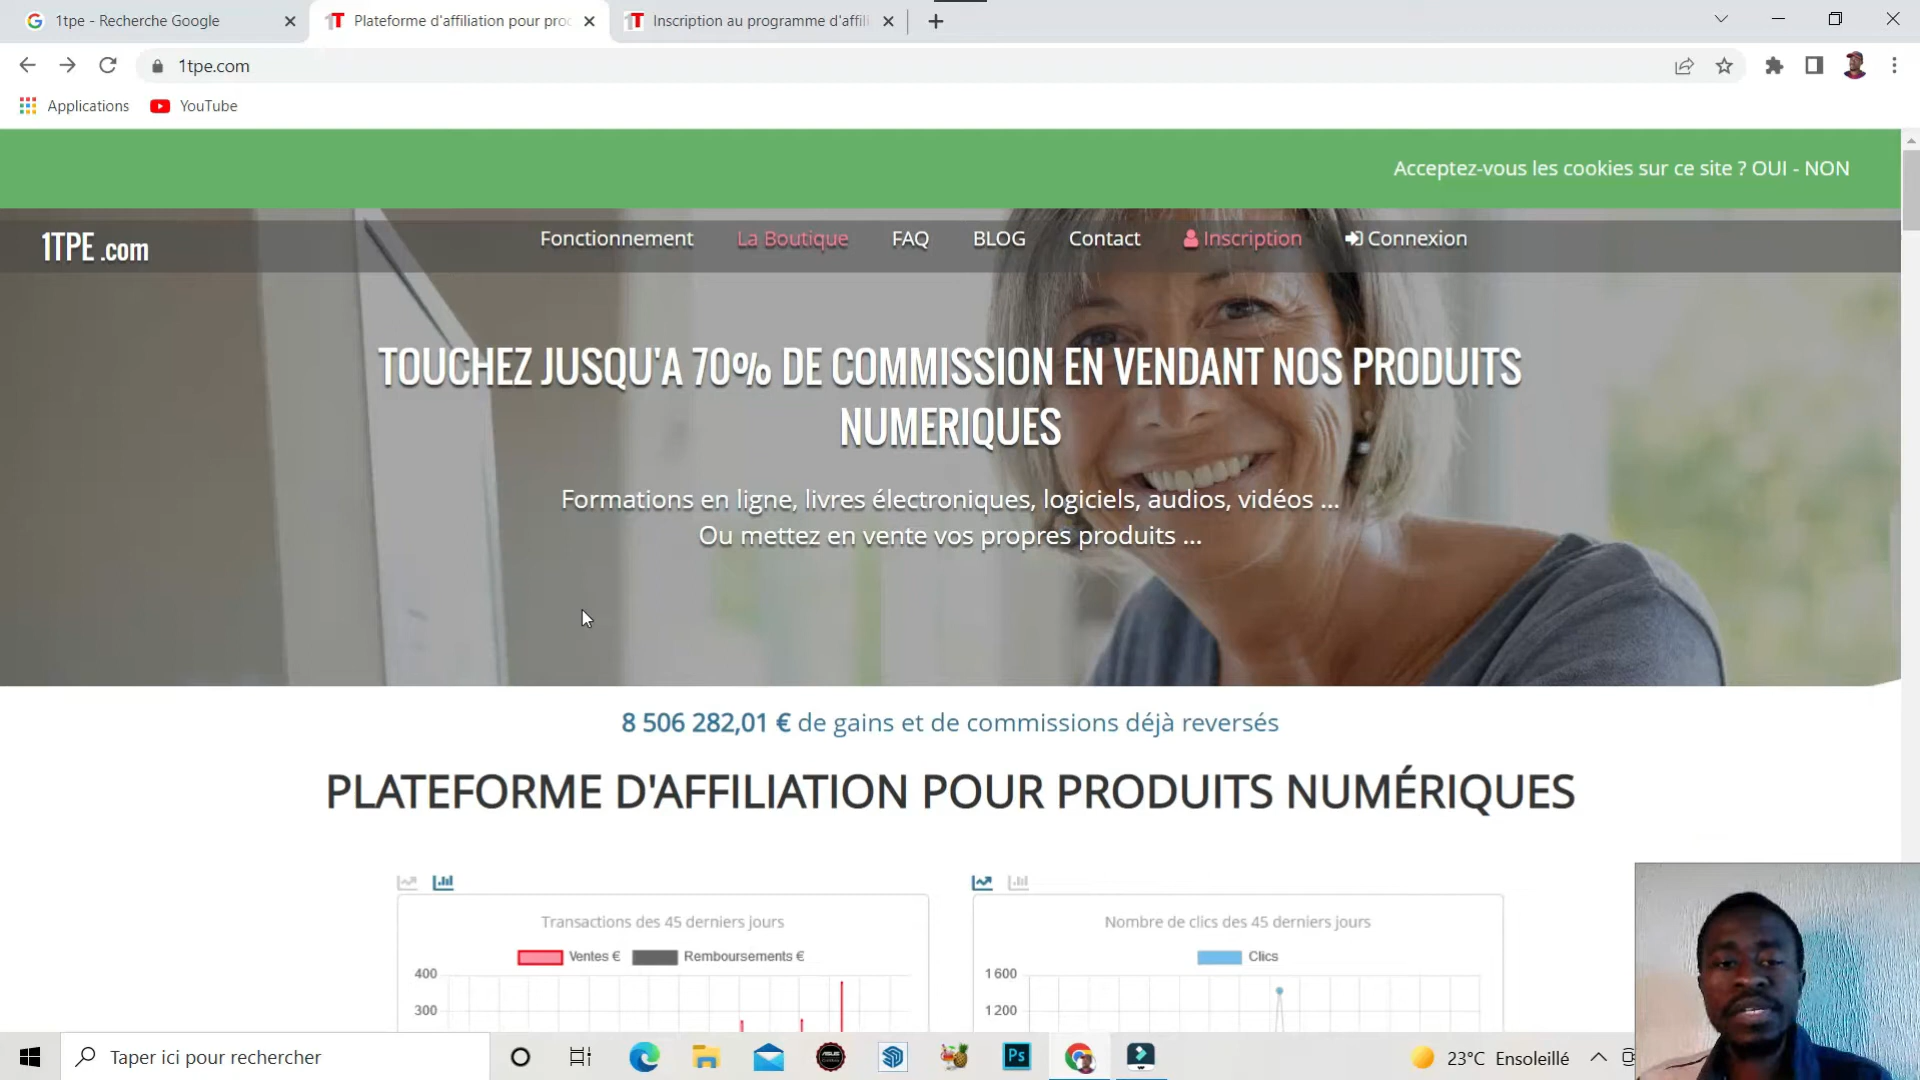 1tpe - Recherche Google
Plateforme d'affiliation pour proc
Inscription au programme d'affili
1tpe.com
Applications
YouTube
Acceptez-vous les cookies sur ce site ? OUI - NON
1TPE .com
Fonctionnement
La Boutique
FAQ
BLOG
Contact
Inscription
Connexion
TOUCHEZ JUSQU'A 70% DE COMMISSION EN VENDANT NOS PRODUITS
NUMERIQUES
Formations en ligne, livres électroniques, logiciels, audios, vidéos ...
Ou mettez en vente vos propres produits ...
8 506 282,01 € de gains et de commissions déjà reversés
PLATEFORME D'AFFILIATION POUR PRODUITS NUMÉRIQUES
Transactions des 45 derniers jours
Ventes €
Remboursements €
400
300
Nombre de clics des 45 derniers jours
Clics
1 600
1 200
Taper ici pour rechercher
Ps
23°C Ensoleillé